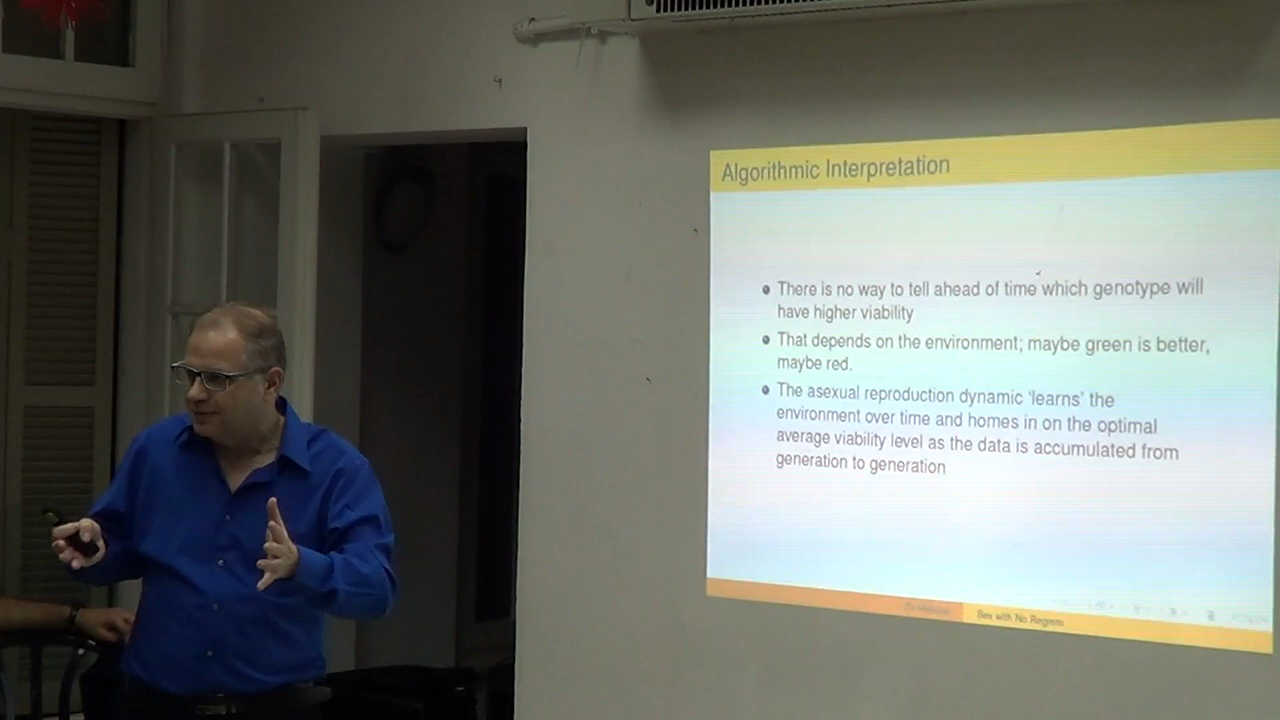 Algorithmic Interpretation
There is no way to tell ahead of time which genotype will
have higher viability
That depends on the environment; maybe green is better,
maybe red.
The asexual reproduction dynamic 'learns' the
environment over time and homes in on the optimal
average viability level as the data is accumulated from
generation to generation
Sex with No Regrets